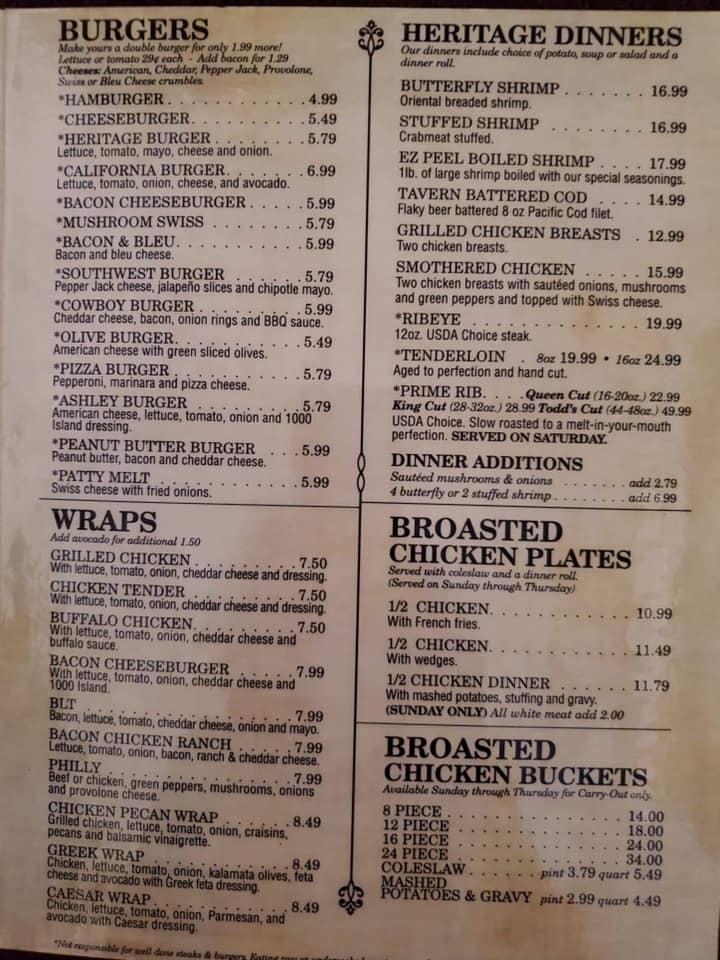 BURGERS
Make yours a double burger for only 1.99 more!
Lettuce or tomato 29¢ each - Add bacon for 1.29
Cheeses: American, Cheddar, Pepper Jack, Provolone,
Swiss or Bleu Cheese crumbles.
*HAMBURGER . . . . . . . . . . . . 4.99
*CHEESEBURGER. . . . . . . . . . 5.49
*HERITAGE BURGER . . . . . . . . 5.79
Lettuce, tomato, mayo, cheese and onion.
*CALIFORNIA BURGER. . . . . . . 6.99
Lettuce, tomato, onion, cheese, and avocado.
*BACON CHEESEBURGER . . . . . 5.99
*MUSHROOM SWISS . . . . . . . . 5.79
*BACON & BLEU. . . . . . . . . . . 5.99
Bacon and bleu cheese.
*SOUTHWEST BURGER . . . . . . 5.79
Pepper Jack cheese, jalapeño slices and chipotle mayo.
*COWBOY BURGER . . . . . . . . . 5.99
Cheddar cheese, bacon, onion rings and BBQ sauce.
*OLIVE BURGER. . . . . . . . . . . 5.49
American cheese with green sliced olives.
*PIZZA BURGER . . . . . . . . . . . 5.79
Pepperoni, marinara and pizza cheese.
*ASHLEY BURGER . . . . . . . . . 5.79
American cheese, lettuce, tomato, onion and 1000
Island dressing.
*PEANUT BUTTER BURGER . . . 5.99
Peanut butter, bacon and cheddar cheese.
*PATTY MELT . . . . . . . . . . . . 5.99
Swiss cheese with fried onions.
WRAPS
Add avocado for additional 1.50
GRILLED CHICKEN . . . . . . . . . 7.50
With lettuce, tomato, onion, cheddar cheese and dressing.
CHICKEN TENDER . . . . . . . . . 7.50
With lettuce, tomato, onion, cheddar cheese and dressing.
BUFFALO CHICKEN. . . . . . . . . 7.50
With lettuce, tomato, onion, cheddar cheese and
buffalo sauce.
BACON CHEESEBURGER . . . . . 7.99
With lettuce, tomato, onion, cheddar cheese and
1000 Island.
BLT . . . . . . . . . . . . . . . . . . . 7.99
Bacon, lettuce, tomato, cheddar cheese, onion and mayo.
BACON CHICKEN RANCH . . . . . 7.99
Lettuce, tomato, onion, bacon, ranch & cheddar cheese.
PHILLY . . . . . . . . . . . . . . . . 7.99
Beef or chicken, green peppers, mushrooms, onions
and provolone cheese.
CHICKEN PECAN WRAP . . . . . . 8.49
Grilled chicken, lettuce, tomato, onion, craisins,
pecans and balsamic vinaigrette.
GREEK WRAP . . . . . . . . . . . . 8.49
Chicken, lettuce, tomato, onion, kalamata olives, feta
cheese and avocado with Greek feta dressing.
CAESAR WRAP . . . . . . . . . . . 8.49
Chicken, lettuce, tomato, onion, Parmesan, and
avocado with Caesar dressing.
*Not responsible for well done steaks & burgers.
HERITAGE DINNERS
Our dinners include choice of potato, soup or salad and a
dinner roll.
BUTTERFLY SHRIMP . . . . . . . 16.99
Oriental breaded shrimp.
STUFFED SHRIMP . . . . . . . . 16.99
Crabmeat stuffed.
EZ PEEL BOILED SHRIMP . . . . 17.99
1lb. of large shrimp boiled with our special seasonings.
TAVERN BATTERED COD . . . . 14.99
Flaky beer battered 8 oz Pacific Cod filet.
GRILLED CHICKEN BREASTS . 12.99
Two chicken breasts.
SMOTHERED CHICKEN . . . . . 15.99
Two chicken breasts with sautéed onions, mushrooms
and green peppers and topped with Swiss cheese.
*RIBEYE . . . . . . . . . . . . . . 19.99
12oz. USDA Choice steak.
*TENDERLOIN . 8oz 19.99 • 16oz 24.99
Aged to perfection and hand cut.
*PRIME RIB. . . . Queen Cut (16-20oz.) 22.99
King Cut (28-32oz.) 28.99 Todd's Cut (44-48oz.) 49.99
USDA Choice. Slow roasted to a melt-in-your-mouth
perfection. SERVED ON SATURDAY.
DINNER ADDITIONS
Sautéed mushrooms & onions . . . . . . . add 2.79
4 butterfly or 2 stuffed shrimp . . . . . . . . add 6.99
BROASTED
CHICKEN PLATES
Served with coleslaw and a dinner roll.
(Served on Sunday through Thursday)
1/2 CHICKEN. . . . . . . . . . . . 10.99
With French fries.
1/2 CHICKEN. . . . . . . . . . . . 11.49
With wedges.
1/2 CHICKEN DINNER . . . . . . 11.79
With mashed potatoes, stuffing and gravy.
(SUNDAY ONLY) All white meat add 2.00
BROASTED
CHICKEN BUCKETS
Available Sunday through Thursday for Carry-Out only.
8 PIECE . . . . . . . . . . . . . . . 14.00
12 PIECE . . . . . . . . . . . . . . 18.00
16 PIECE . . . . . . . . . . . . . . 24.00
24 PIECE . . . . . . . . . . . . . . 34.00
COLESLAW . . . . . . pint 3.79 quart 5.49
MASHED
POTATOES & GRAVY pint 2.99 quart 4.49